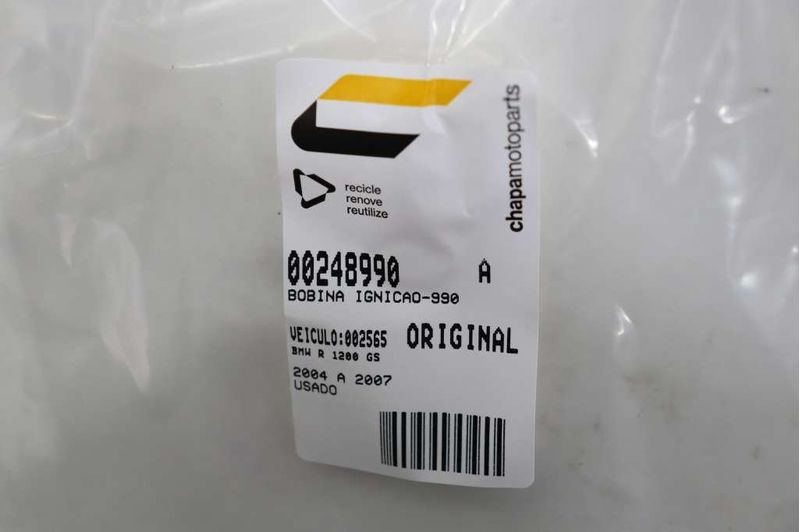 chapamotoparts
recicle
renove
reutilize
00248990 A
BOBINA IGNICAO-990
VEICULO:002565 ORIGINAL
BMW R 1200 GS
2004 A 2007
USADO